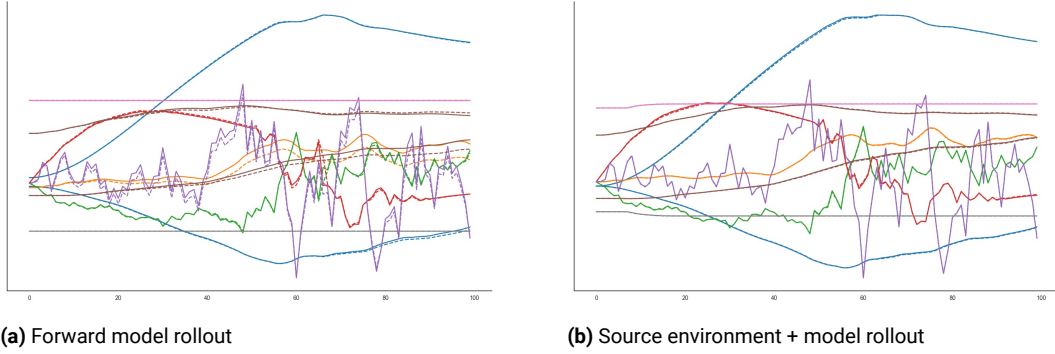 0 20 40 60 80 100
0 20 40 60 80 100
(a) Forward model rollout
(b) Source environment + model rollout